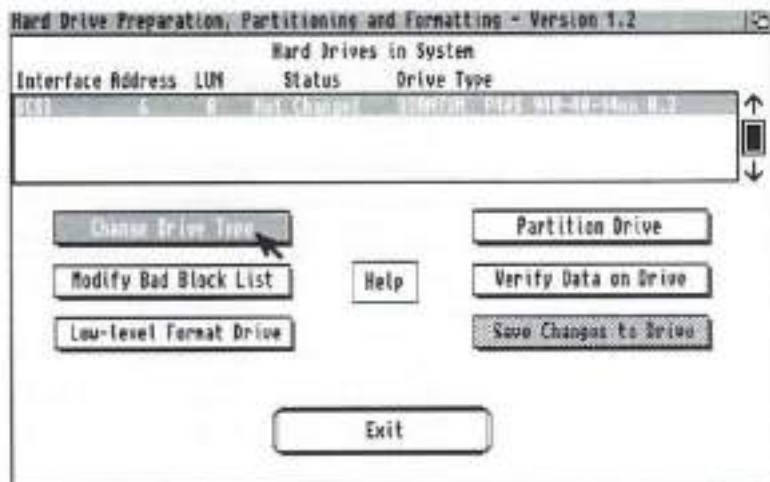 Hard Drive Preparation, Partitioning and Formatting - Version 1.2
Hard Drives in System
Interface Address LUN Status Drive Type
SCSI 6 0 Not Changed
Change Drive Type
Partition Drive
Modify Bad Block List
Help
Verify Data on Drive
Low-level Format Drive
Save Changes to Drive
Exit